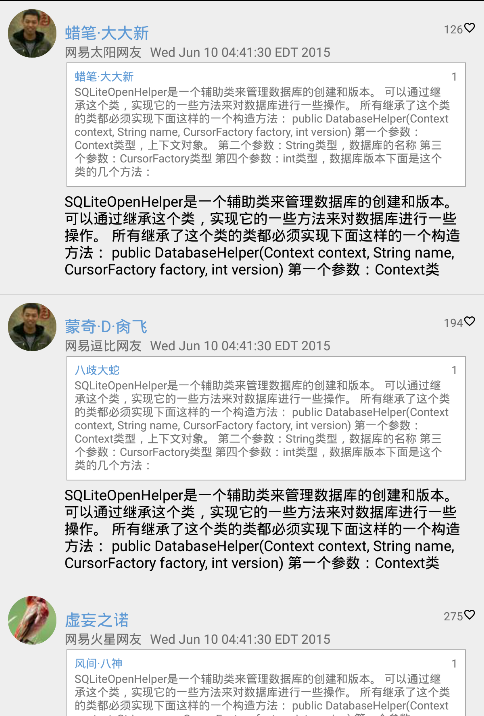 蜡笔·大大新 126
网易太阳网友 Wed Jun 10 04:41:30 EDT 2015
蜡笔·大大新 1
SQLiteOpenHelper是一个辅助类来管理数据库的创建和版本。 可以通过继
承这个类，实现它的一些方法来对数据库进行一些操作。 所有继承了这个类
的类都必须实现下面这样的一个构造方法： public DatabaseHelper(Context
context, String name, CursorFactory factory, int version) 第一个参数：
Context类型，上下文对象。 第二个参数：String类型，数据库的名称 第三
个参数：CursorFactory类型 第四个参数：int类型，数据库版本下面是这个
类的几个方法：
SQLiteOpenHelper是一个辅助类来管理数据库的创建和版本。
可以通过继承这个类，实现它的一些方法来对数据库进行一些
操作。 所有继承了这个类的类都必须实现下面这样的一个构造
方法： public DatabaseHelper(Context context, String name,
CursorFactory factory, int version) 第一个参数：Context类
蒙奇·D·肏飞 194
网易逗比网友 Wed Jun 10 04:41:30 EDT 2015
八歧大蛇 1
SQLiteOpenHelper是一个辅助类来管理数据库的创建和版本。 可以通过继
承这个类，实现它的一些方法来对数据库进行一些操作。 所有继承了这个类
的类都必须实现下面这样的一个构造方法： public DatabaseHelper(Context
context, String name, CursorFactory factory, int version) 第一个参数：
Context类型，上下文对象。 第二个参数：String类型，数据库的名称 第三
个参数：CursorFactory类型 第四个参数：int类型，数据库版本下面是这个
类的几个方法：
SQLiteOpenHelper是一个辅助类来管理数据库的创建和版本。
可以通过继承这个类，实现它的一些方法来对数据库进行一些
操作。 所有继承了这个类的类都必须实现下面这样的一个构造
方法： public DatabaseHelper(Context context, String name,
CursorFactory factory, int version) 第一个参数：Context类
虚妄之诺 275
网易火星网友 Wed Jun 10 04:41:30 EDT 2015
风间·八神 1
SQLiteOpenHelper是一个辅助类来管理数据库的创建和版本。 可以通过继
承这个类，实现它的一些方法来对数据库进行一些操作。 所有继承了这个类
的类都必须实现下面这样的一个构造方法： public DatabaseHelper(Context